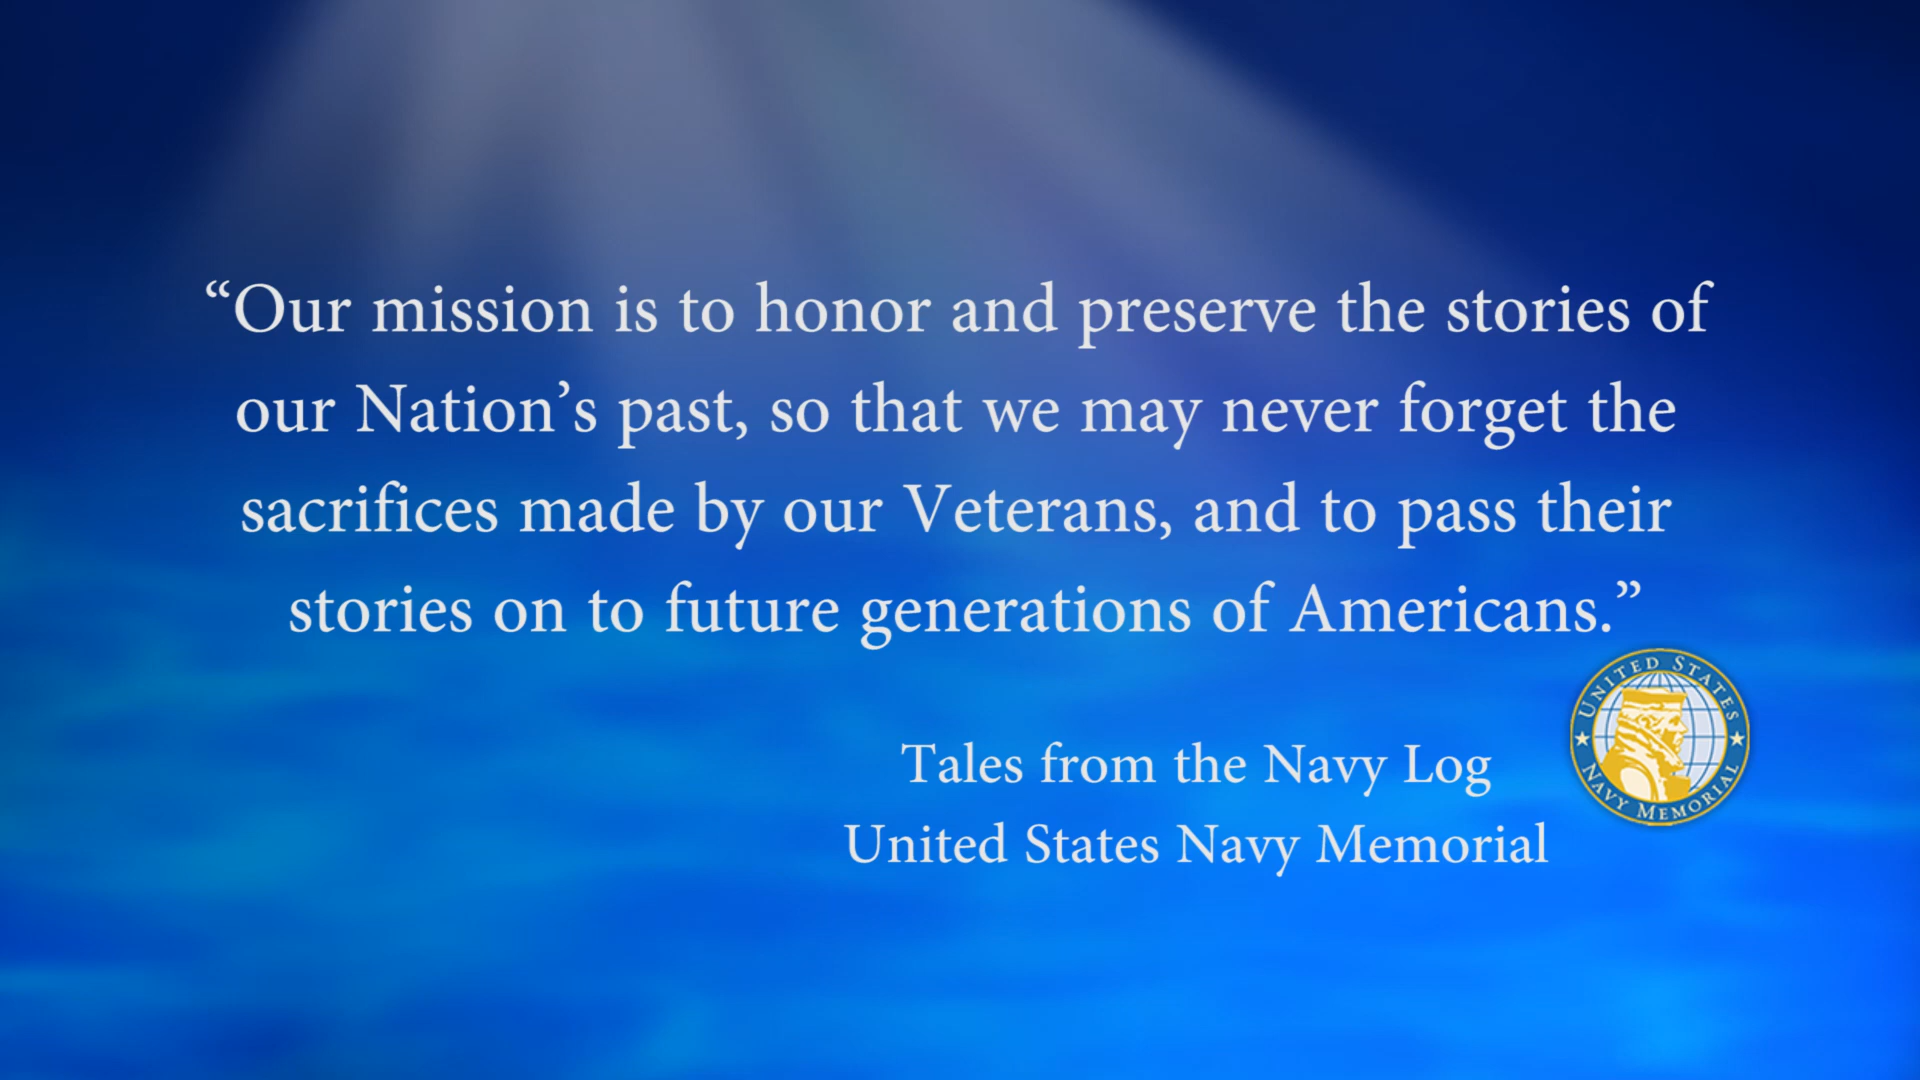 “Our mission is to honor and preserve the stories of
our Nation’s past, so that we may never forget the
sacrifices made by our Veterans, and to pass their
stories on to future generations of Americans.”
UNITED STATES
NAVY MEMORIAL
Tales from the Navy Log
United States Navy Memorial